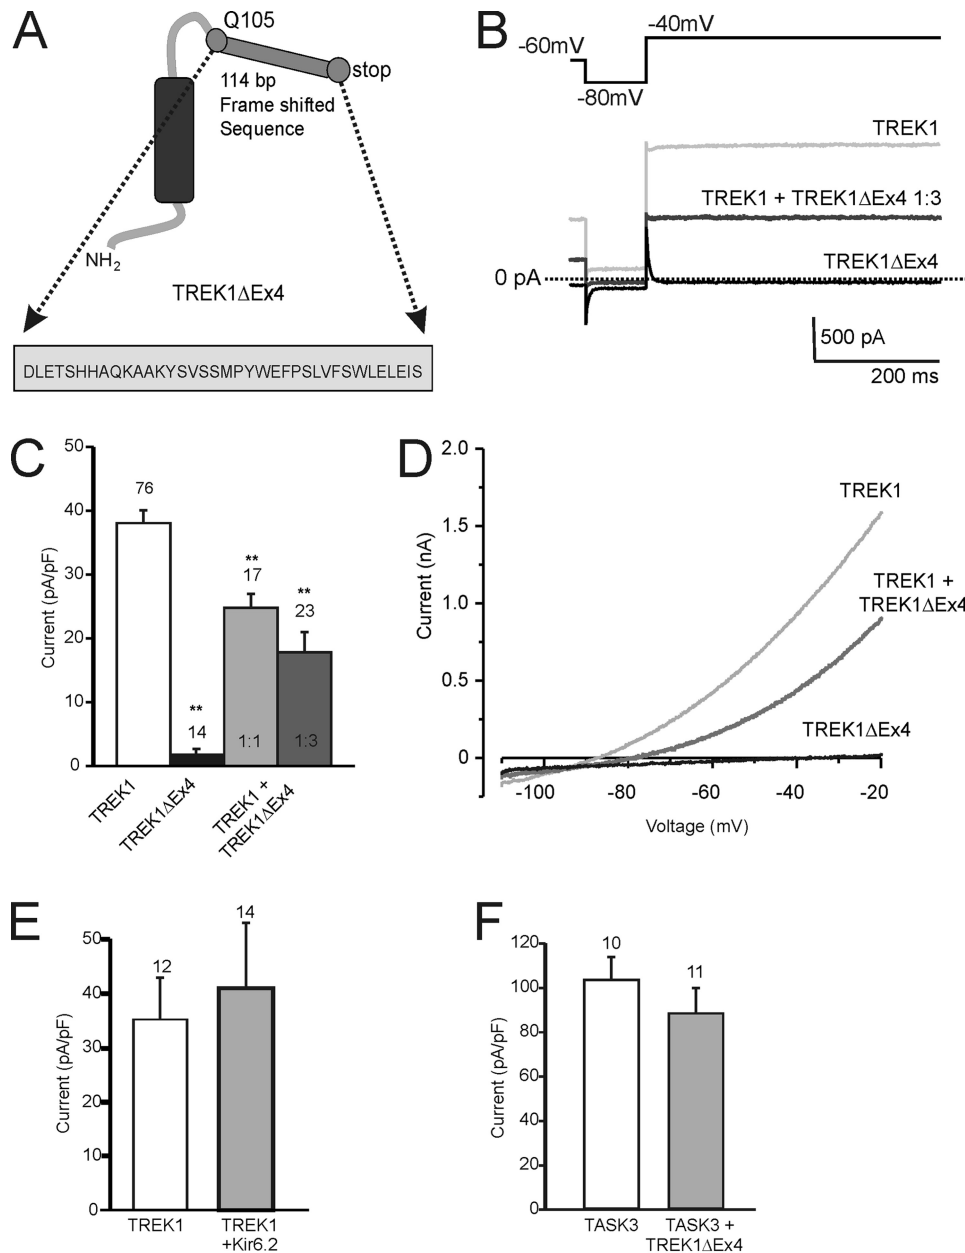 A
Q105
stop
114 bp
Frame shifted
Sequence
NH2
TREK1ΔEx4
DLETSHHAQKAAKYSVSSMPYWEFPSLVFSWLELEIS
B
-60mV
-40mV
-80mV
TREK1
TREK1 + TREK1ΔEx4 1:3
TREK1ΔEx4
0 pA
500 pA
200 ms
C
50
40
30
20
10
0
Current (pA/pF)
76
**
14
**
17
**
23
1:1
1:3
TREK1
TREK1ΔEx4
TREK1 +
TREK1ΔEx4
D
2.0
1.5
1.0
0.5
0
Current (nA)
TREK1
TREK1 +
TREK1ΔEx4
TREK1ΔEx4
-100
-80
-60
-40
-20
Voltage (mV)
E
50
40
30
20
10
0
Current (pA/pF)
12
14
TREK1
TREK1
+Kir6.2
F
120
100
80
60
40
20
0
Current (pA/pF)
10
11
TASK3
TASK3 +
TREK1ΔEx4